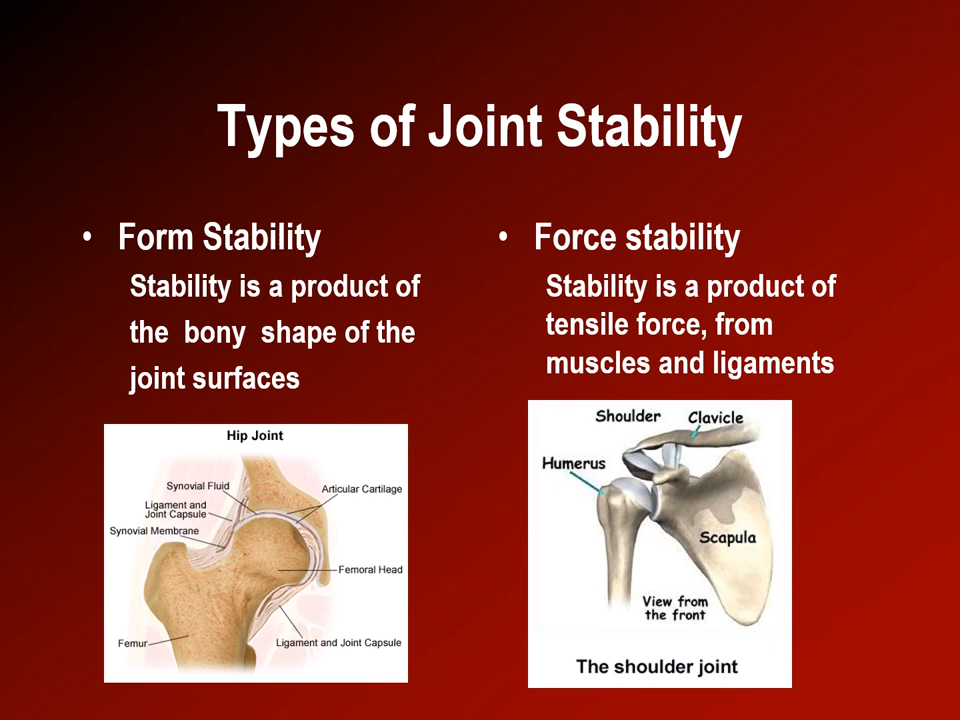 Types of Joint Stability
• Form Stability
Stability is a product of
the bony shape of the
joint surfaces
Hip Joint
Synovial Fluid
Articular Cartilage
Ligament and
Joint Capsule
Synovial Membrane
Femoral Head
Femur
Ligament and Joint Capsule
• Force stability
Stability is a product of
tensile force, from
muscles and ligaments
Shoulder
Clavicle
Humerus
Scapula
View from
the front
The shoulder joint